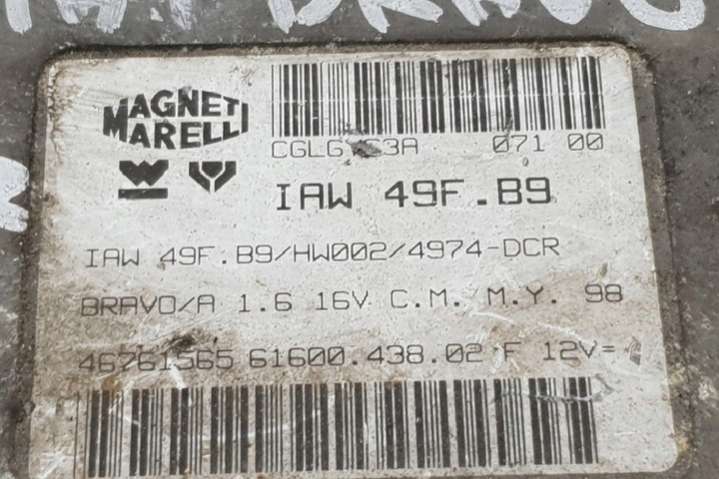 BRAVO
MAGNETI
MARELLI
071 00
IAW 49F.B9
IAW 49F.B9/HW002/4974-DCR
BRAVO/A 1.6 16V C.M. M.Y. 98
46761565 61600.438.02 F 12V=